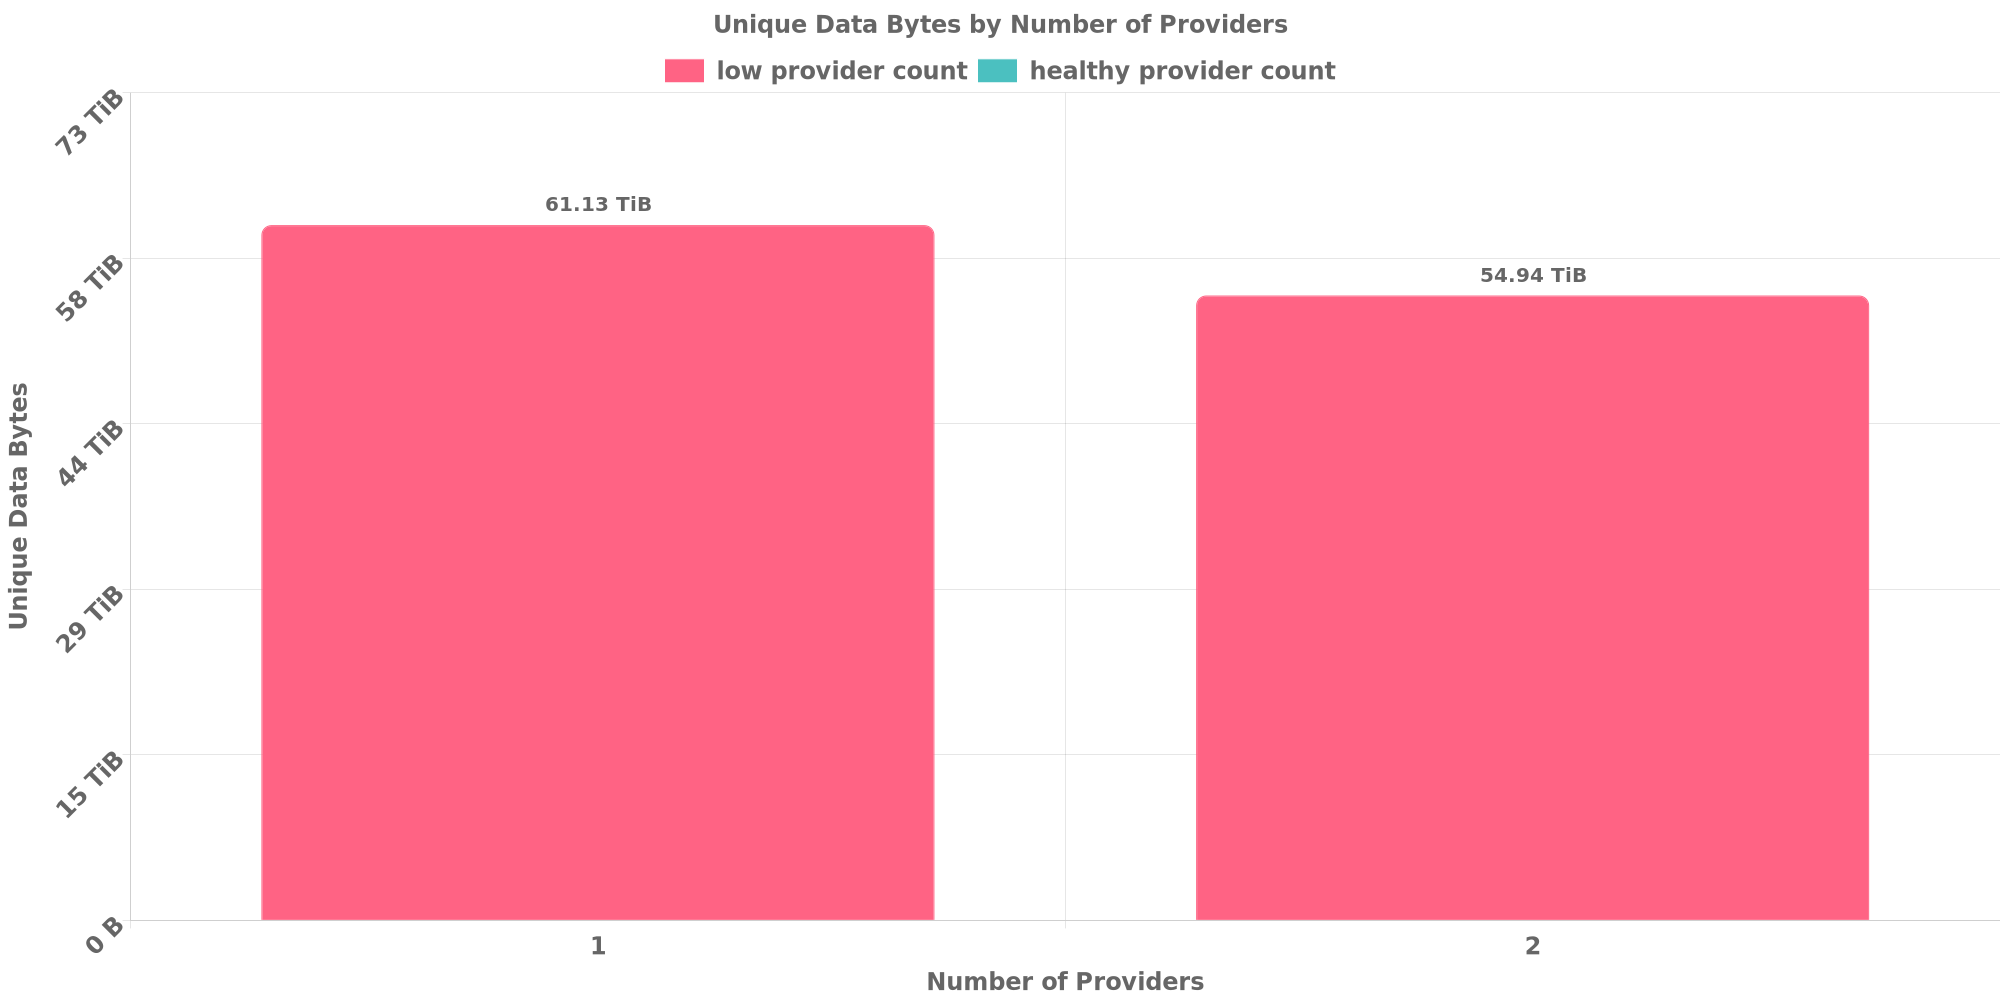 Unique Data Bytes by Number of Providers
low provider count healthy provider count
73 TiB
58 TiB
44 TiB
29 TiB
15 TiB
0 B
Unique Data Bytes
61.13 TiB
54.94 TiB
1 2
Number of Providers